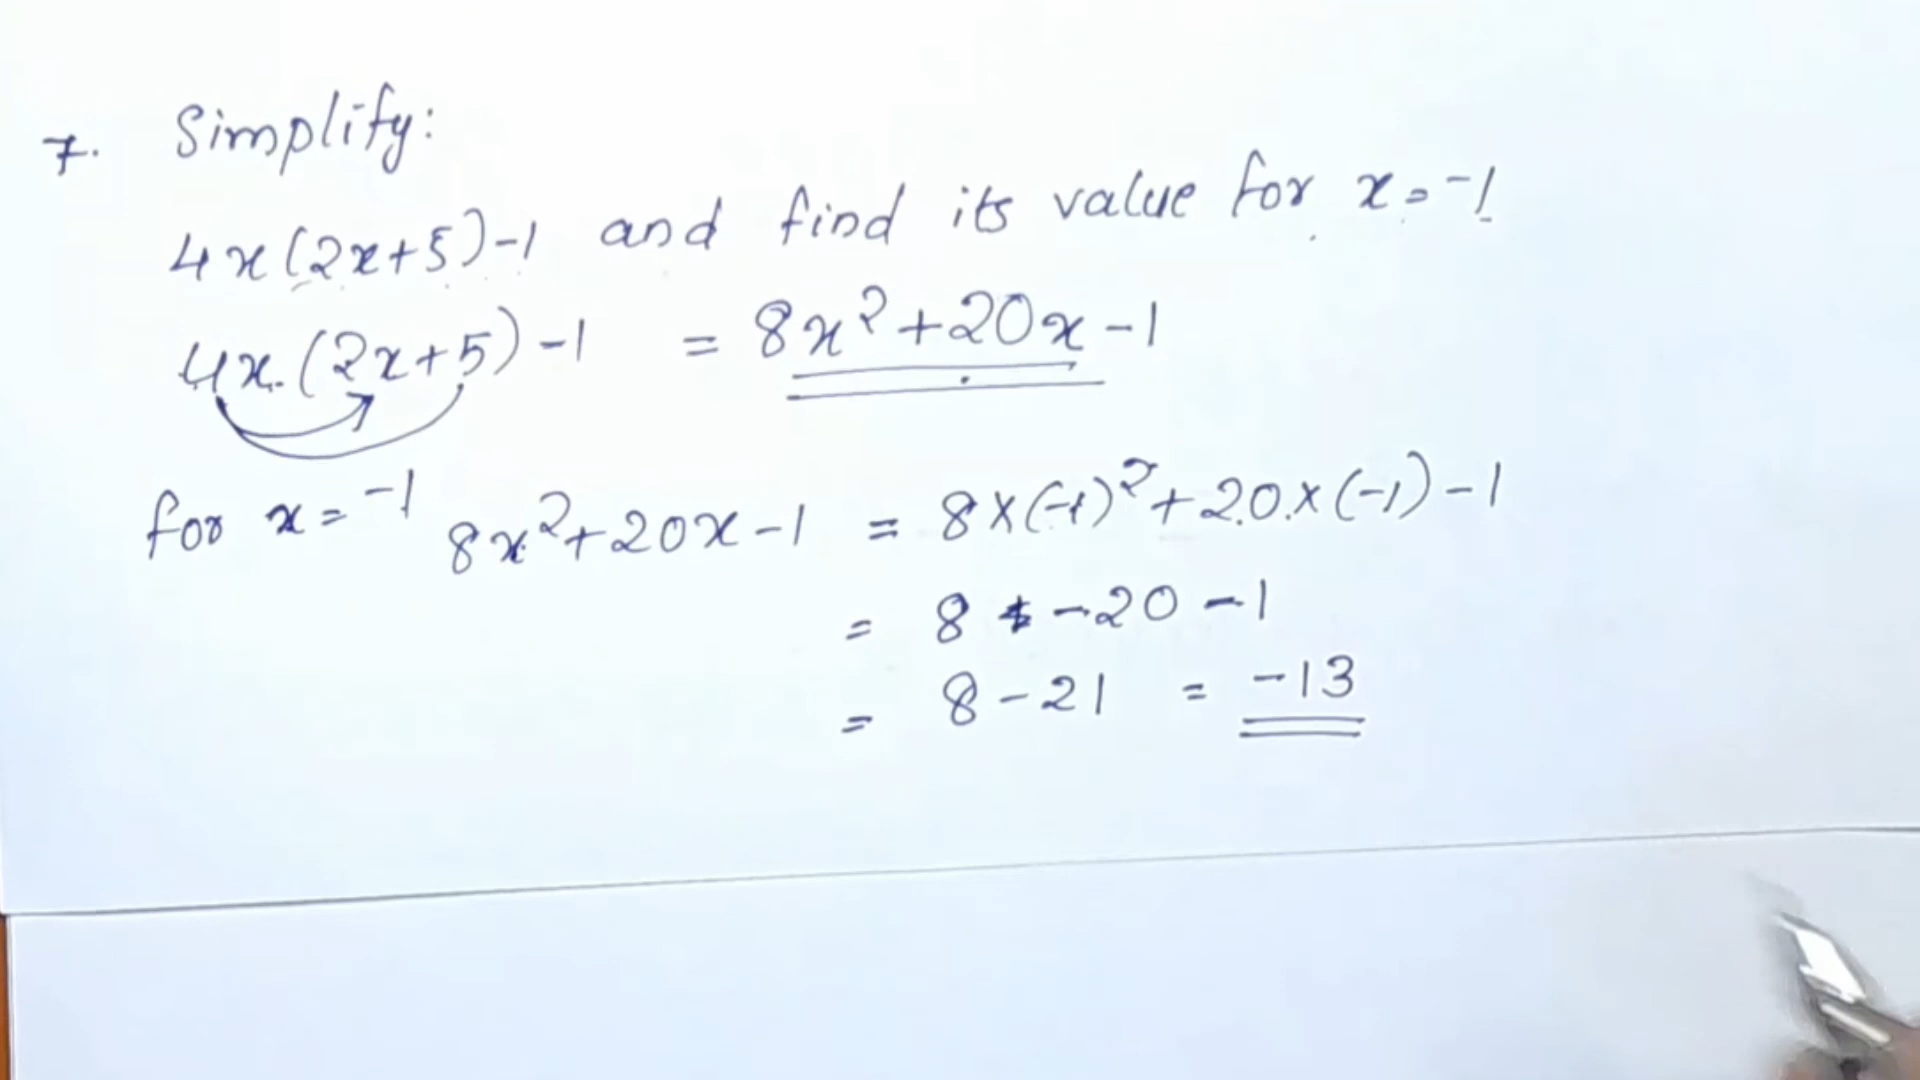 7. Simplify:
4x(2x+5)-1 and find its value for x=-1
4x.(2x+5)-1 = 8x²+20x-1
for x=-1 8x²+20x-1 = 8×(-1)²+20×(-1)-1
= 8 -20-1
= 8-21 = -13